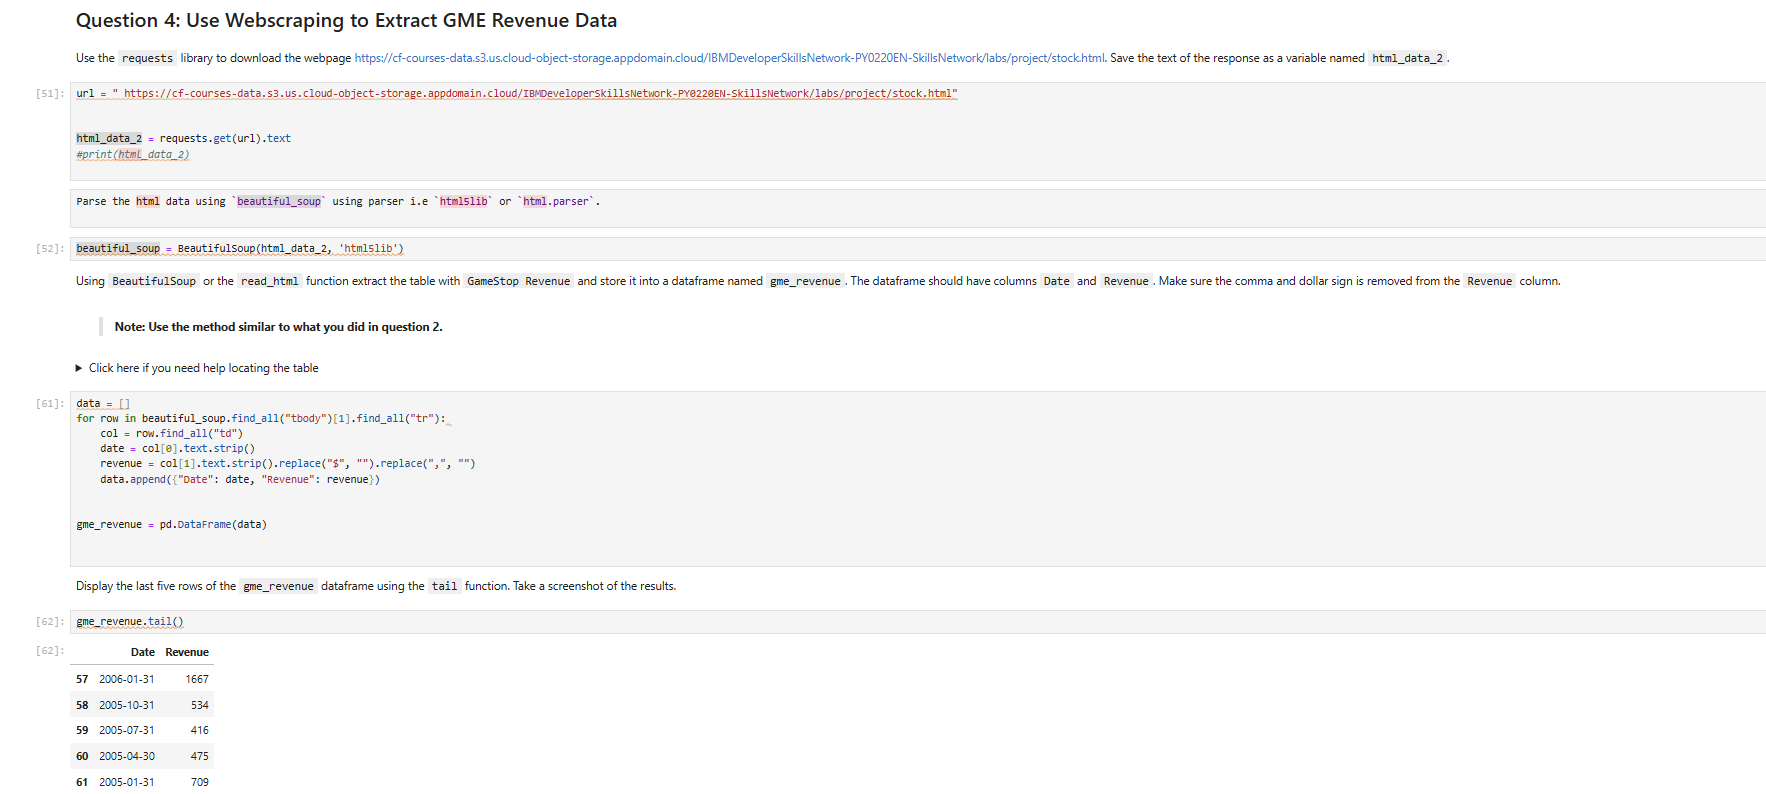 Question 4: Use Webscraping to Extract GME Revenue Data
Use the requests library to download the webpage https://cf-courses-data.s3.us.cloud-object-storage.appdomain.cloud/IBMDeveloperSkillsNetwork-PY0220EN-SkillsNetwork/labs/project/stock.html. Save the text of the response as a variable named html_data_2.
[51]: url = " https://cf-courses-data.s3.us.cloud-object-storage.appdomain.cloud/IBMDeveloperSkillsNetwork-PY0220EN-SkillsNetwork/labs/project/stock.html"
html_data_2 = requests.get(url).text
#print(html_data_2)
Parse the html data using `beautiful_soup` using parser i.e `html5lib` or `html.parser`.
[52]: beautiful_soup = BeautifulSoup(html_data_2, 'html5lib')
Using BeautifulSoup or the read_html function extract the table with GameStop Revenue and store it into a dataframe named gme_revenue. The dataframe should have columns Date and Revenue. Make sure the comma and dollar sign is removed from the Revenue column.
Note: Use the method similar to what you did in question 2.
Click here if you need help locating the table
[61]: data = []
for row in beautiful_soup.find_all("tbody")[1].find_all("tr"):
    col = row.find_all("td")
    date = col[0].text.strip()
    revenue = col[1].text.strip().replace("$", "").replace(",", "")
    data.append({"Date": date, "Revenue": revenue})
gme_revenue = pd.DataFrame(data)
Display the last five rows of the gme_revenue dataframe using the tail function. Take a screenshot of the results.
[62]: gme_revenue.tail()
[62]: Date Revenue
57 2006-01-31 1667
58 2005-10-31 534
59 2005-07-31 416
60 2005-04-30 475
61 2005-01-31 709